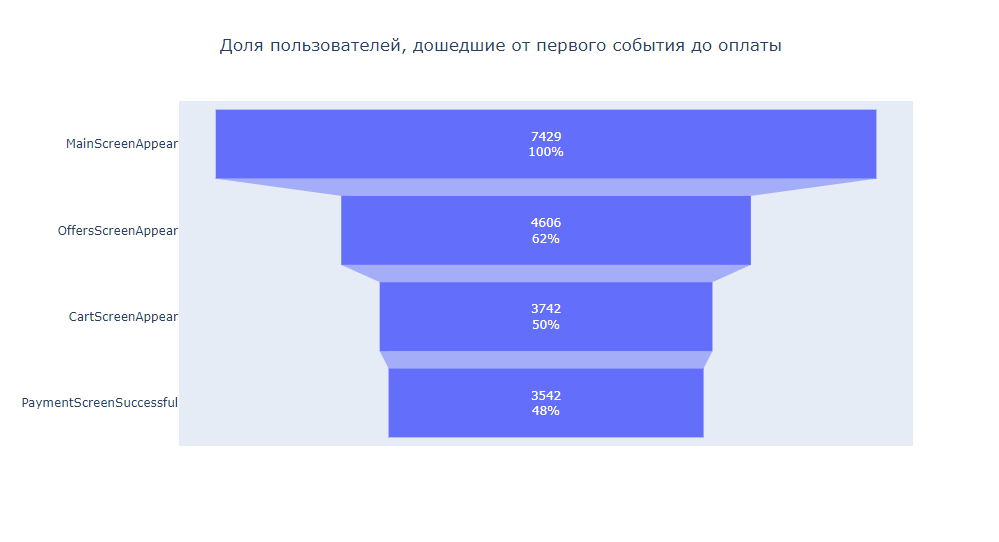 Доля пользователей, дошедшие от первого события до оплаты
MainScreenAppear
7429
100%
OffersScreenAppear
4606
62%
CartScreenAppear
3742
50%
PaymentScreenSuccessful
3542
48%